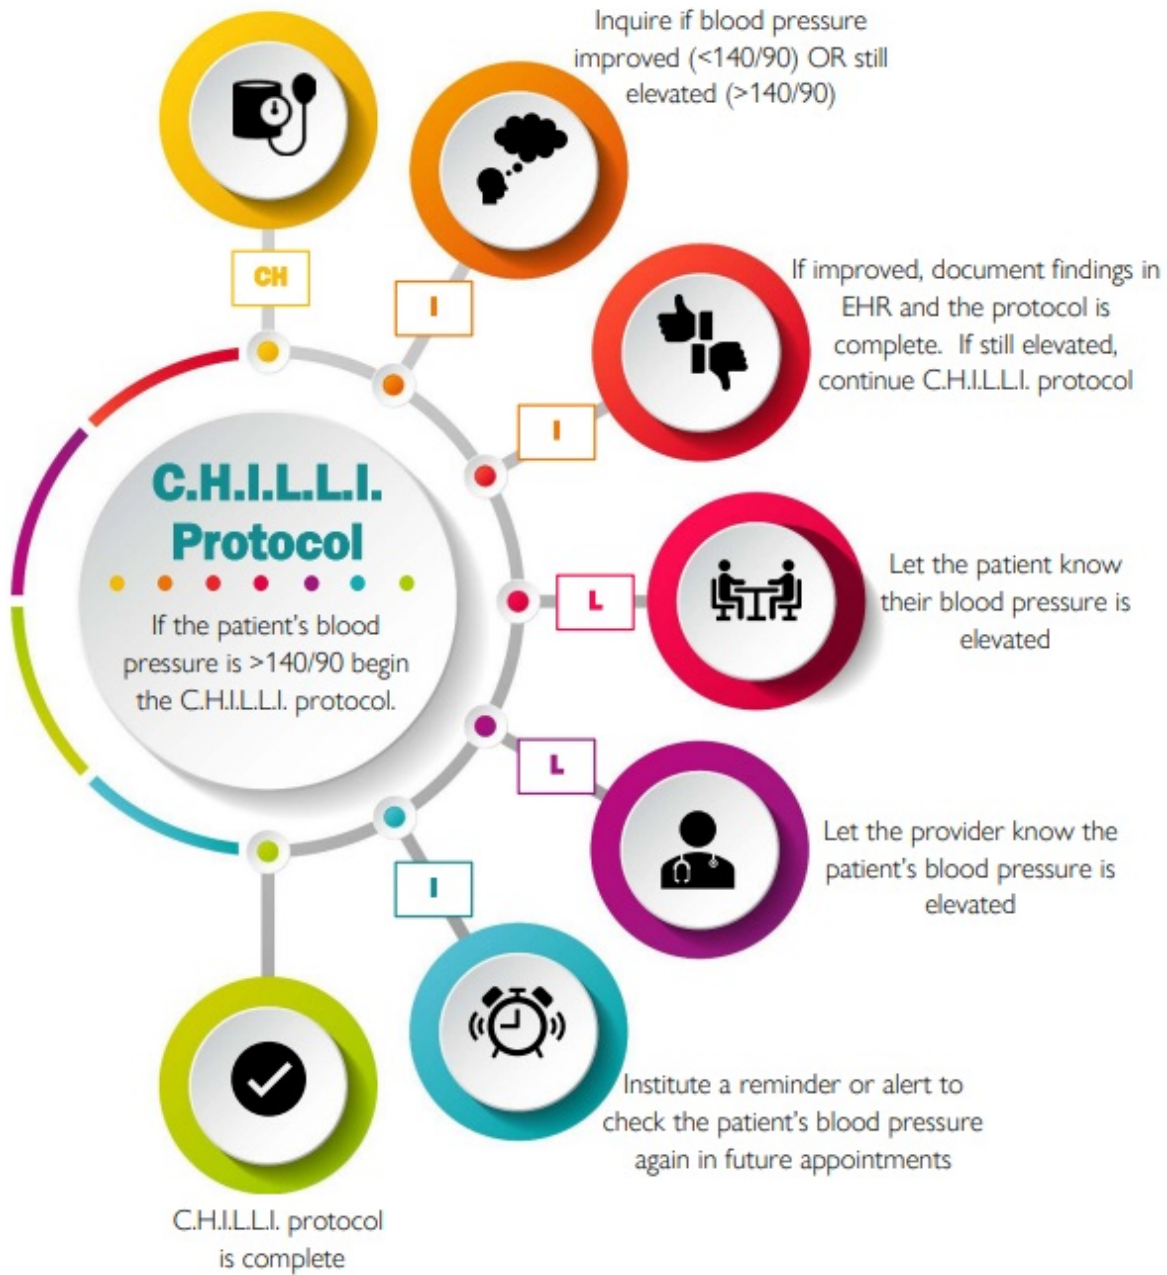 Inquire if blood pressure
improved (<140/90) OR still
elevated (>140/90)
CH
I
If improved, document findings in
EHR and the protocol is
complete. If still elevated,
continue C.H.I.L.L.I. protocol
I
C.H.I.L.L.I.
Protocol
If the patient's blood
pressure is >140/90 begin
the C.H.I.L.L.I. protocol.
L
Let the patient know
their blood pressure is
elevated
L
Let the provider know the
patient's blood pressure is
elevated
I
Institute a reminder or alert to
check the patient's blood pressure
again in future appointments
C.H.I.L.L.I. protocol
is complete